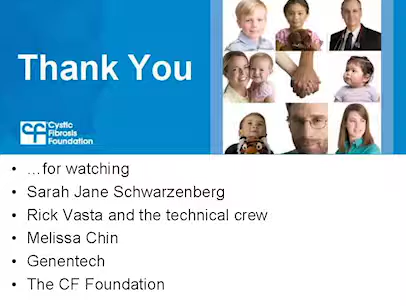 Thank You
CF
Cystic
Fibrosis
Foundation
• ...for watching
• Sarah Jane Schwarzenberg
• Rick Vasta and the technical crew
• Melissa Chin
• Genentech
• The CF Foundation